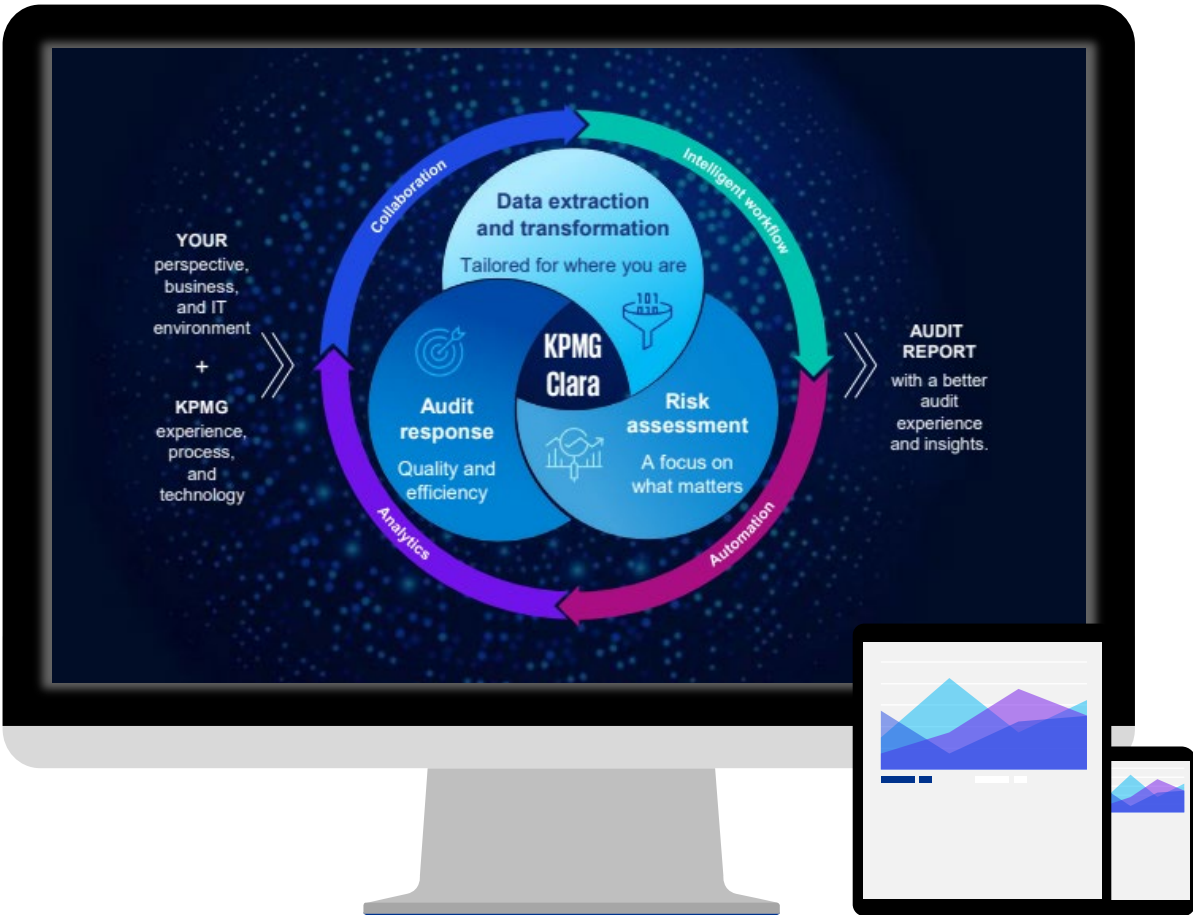 YOUR
perspective,
business,
and IT
environment
+
KPMG
experience,
process,
and
technology
Collaboration
Intelligent workflow
Automation
Analytics
Data extraction
and transformation
Tailored for where you are
101
010
KPMG
Clara
Audit
response
Quality and
efficiency
Risk
assessment
A focus on
what matters
AUDIT
REPORT
with a better
audit
experience
and insights.